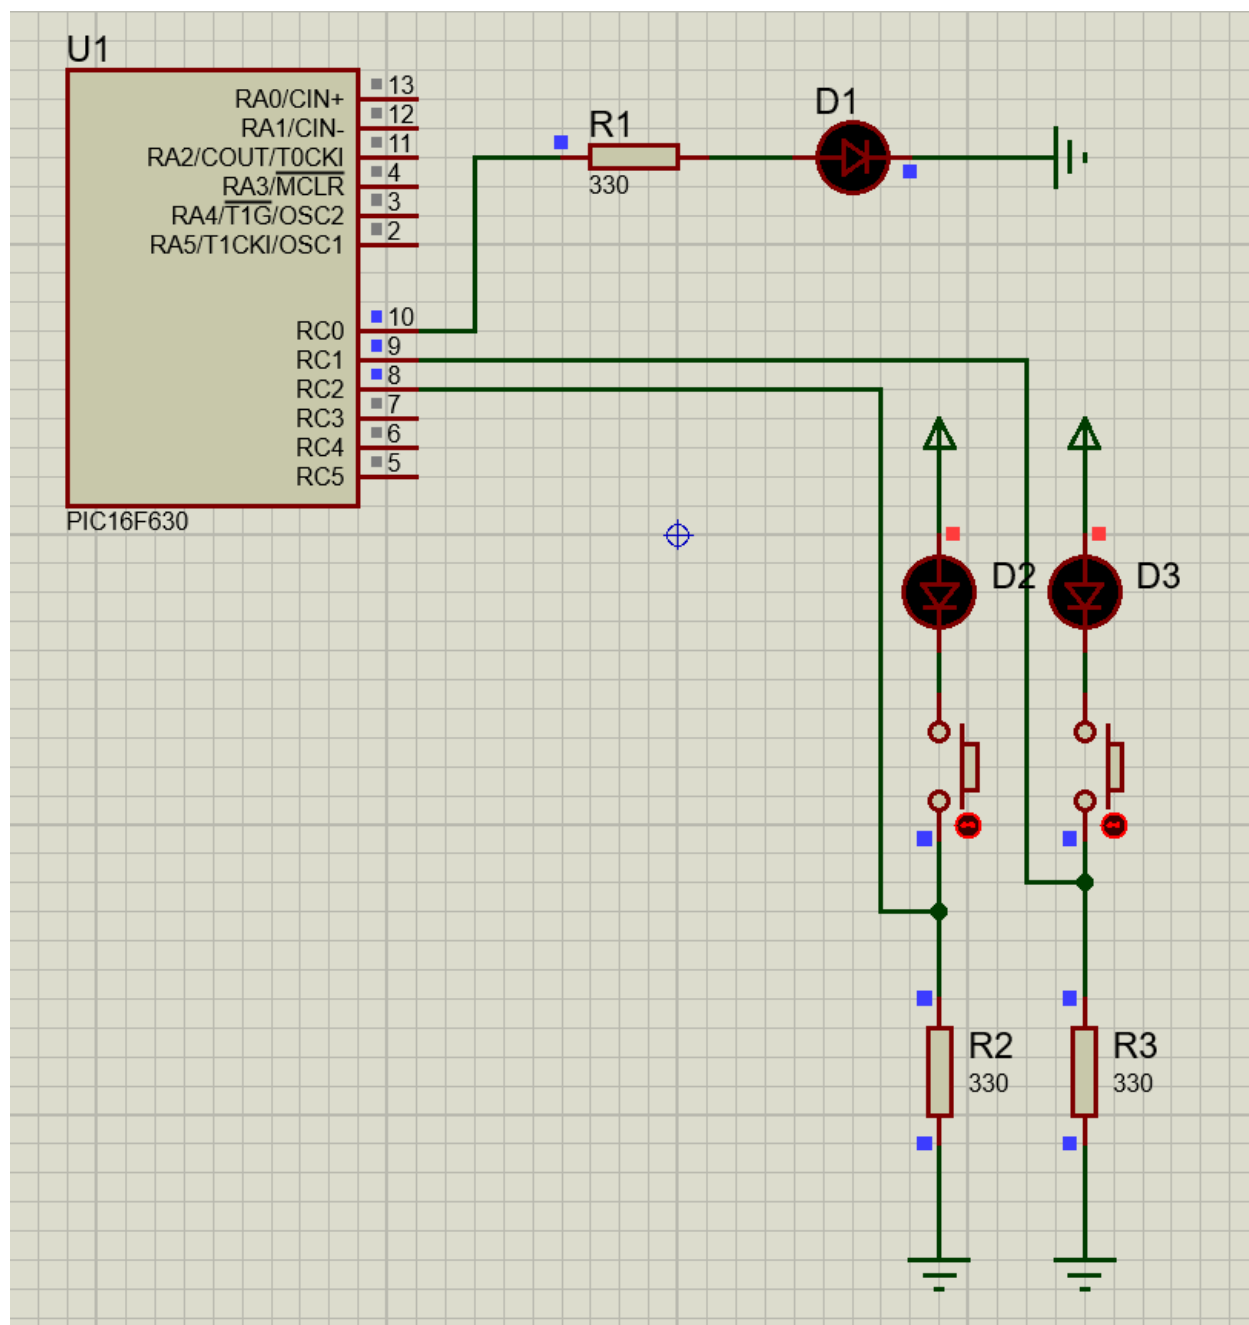 U1
RA0/CIN+ 13
RA1/CIN- 12
RA2/COUT/T0CKI 11
RA3/MCLR 4
RA4/T1G/OSC2 3
RA5/T1CKI/OSC1 2
RC0 10
RC1 9
RC2 8
RC3 7
RC4 6
RC5 5
PIC16F630
R1
330
D1
D2
D3
R2
330
R3
330